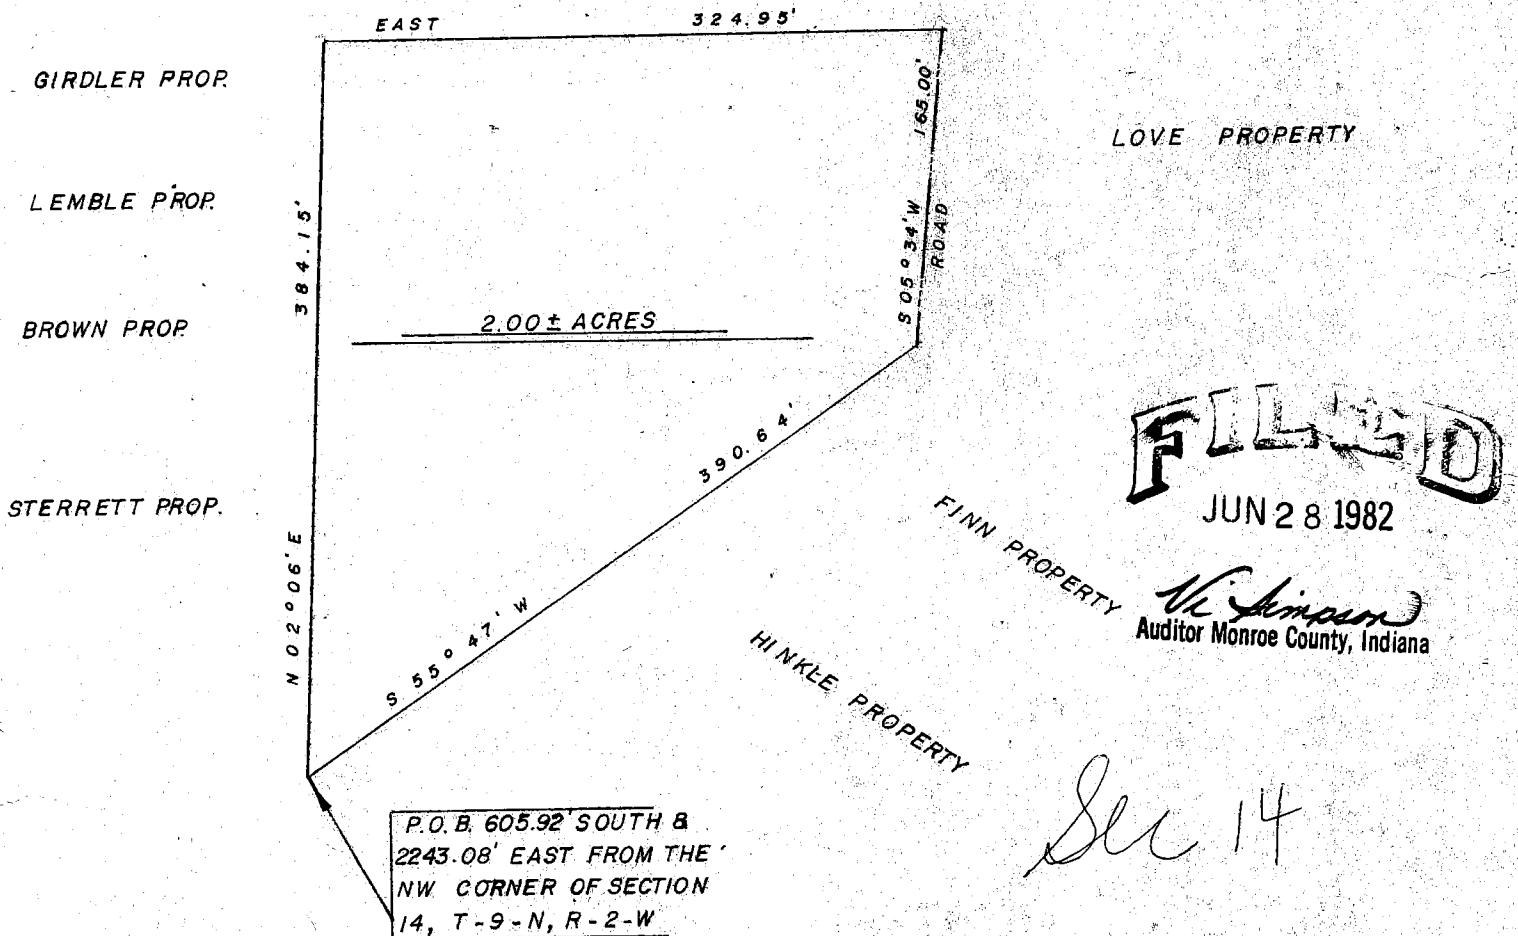 EAST 324.95'
GIRDLER PROP.
165.00'
LOVE PROPERTY
LEMBLE PROP.
384.15'
S 05° 34' W
ROAD
BROWN PROP.
2.00± ACRES
390.64'
FILED
STERRETT PROP.
JUN 28 1982
FINN PROPERTY
N 02° 06' E
S 55° 47' W
Vi Simpson
Auditor Monroe County, Indiana
HINKLE PROPERTY
P.O.B. 605.92' SOUTH &
2243.08' EAST FROM THE
NW CORNER OF SECTION
14, T-9-N, R-2-W
Sec 14